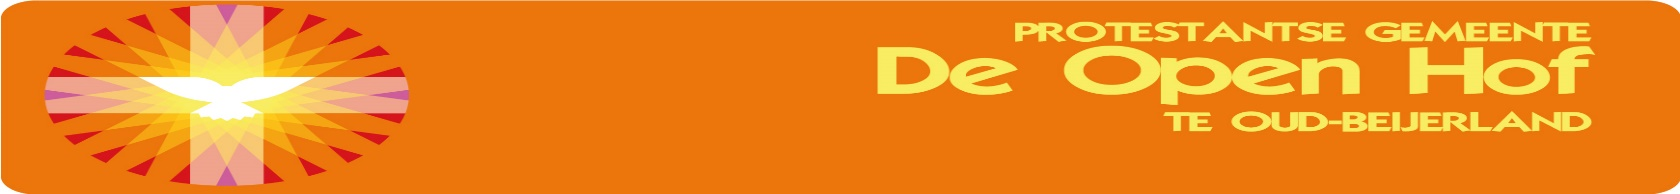 PROTESTANTSE GEMEENTE
De Open Hof
TE OUD-BEIJERLAND